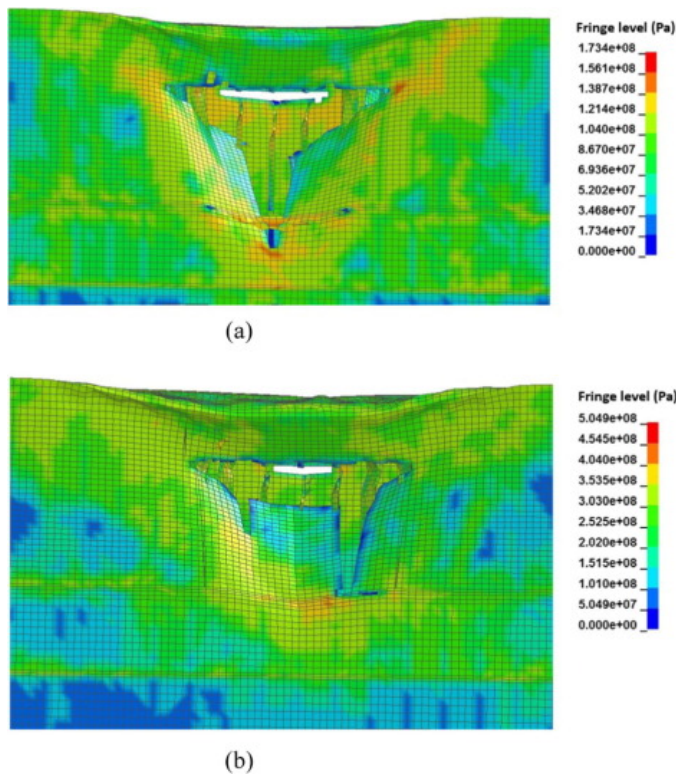 Fringe level (Pa)
1.734e+08
1.561e+08
1.387e+08
1.214e+08
1.040e+08
8.670e+07
6.936e+07
5.202e+07
3.468e+07
1.734e+07
0.000e+00
(a)
Fringe level (Pa)
5.049e+08
4.545e+08
4.040e+08
3.535e+08
3.030e+08
2.525e+08
2.020e+08
1.515e+08
1.010e+08
5.049e+07
0.000e+00
(b)